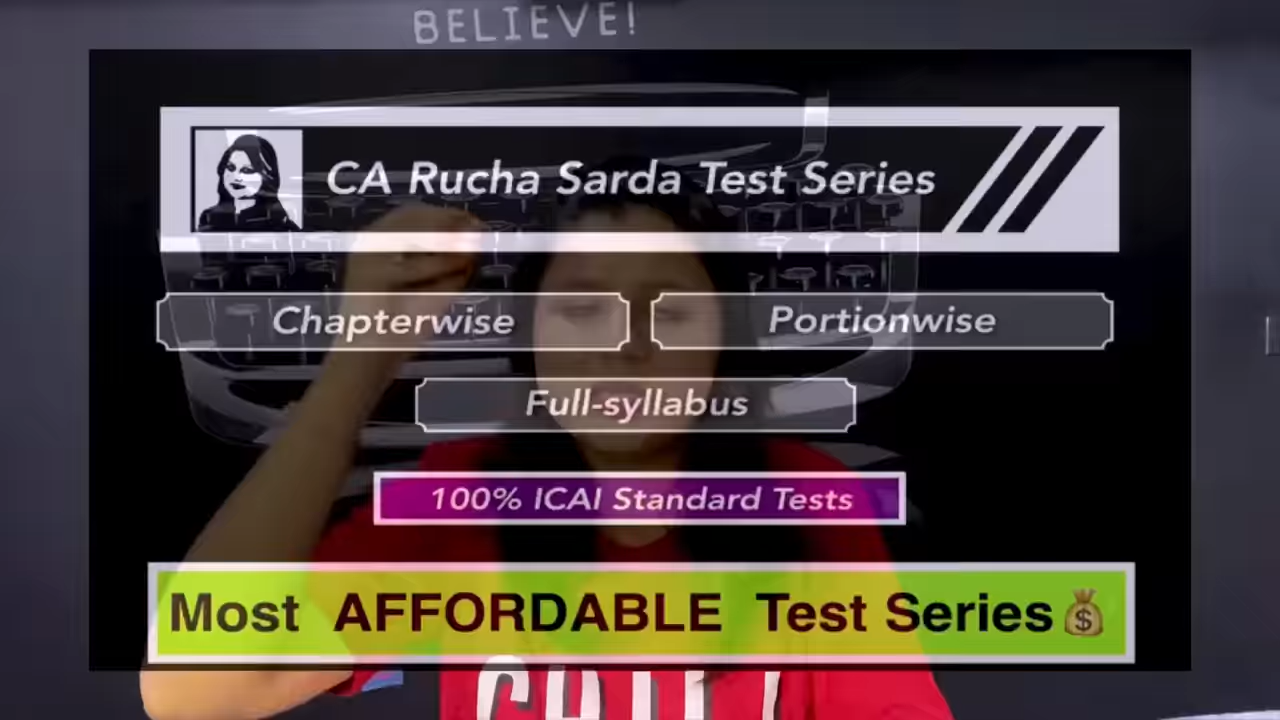 BELIEVE!
CA Rucha Sarda Test Series
Chapterwise
Portionwise
Full-syllabus
100% ICAI Standard Tests
Most AFFORDABLE Test Series